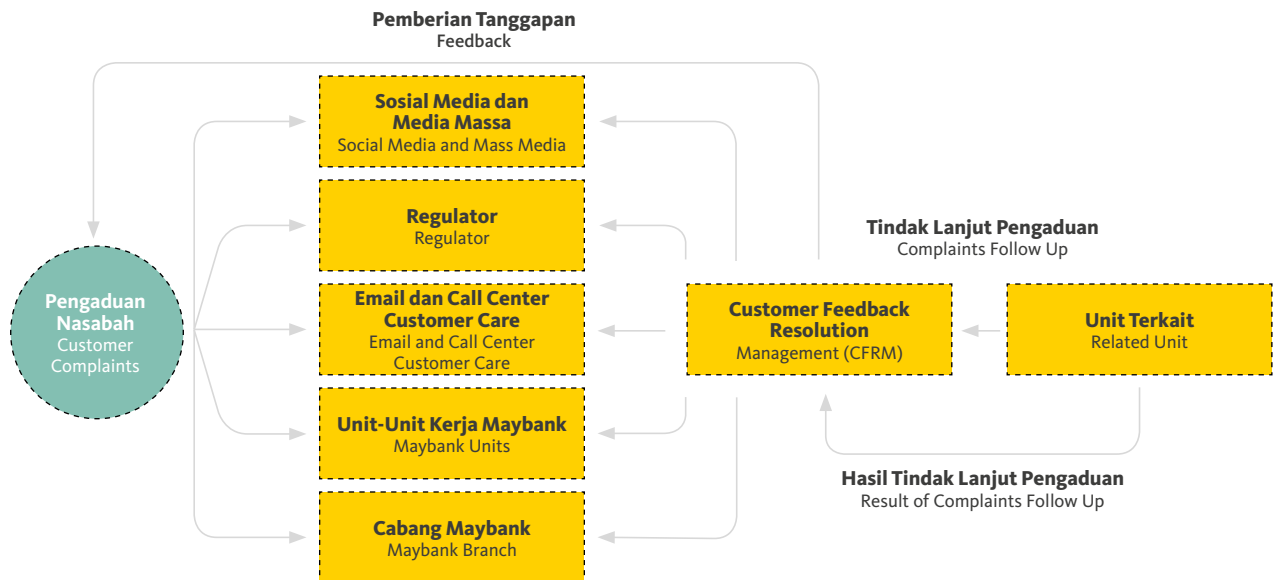 Pemberian Tanggapan
Feedback
Sosial Media dan
Media Massa
Social Media and Mass Media
Regulator
Regulator
Tindak Lanjut Pengaduan
Complaints Follow Up
Pengaduan
Nasabah
Customer
Complaints
Email dan Call Center
Customer Care
Email and Call Center
Customer Care
Customer Feedback
Resolution
Management (CFRM)
Unit Terkait
Related Unit
Unit-Unit Kerja Maybank
Maybank Units
Hasil Tindak Lanjut Pengaduan
Result of Complaints Follow Up
Cabang Maybank
Maybank Branch